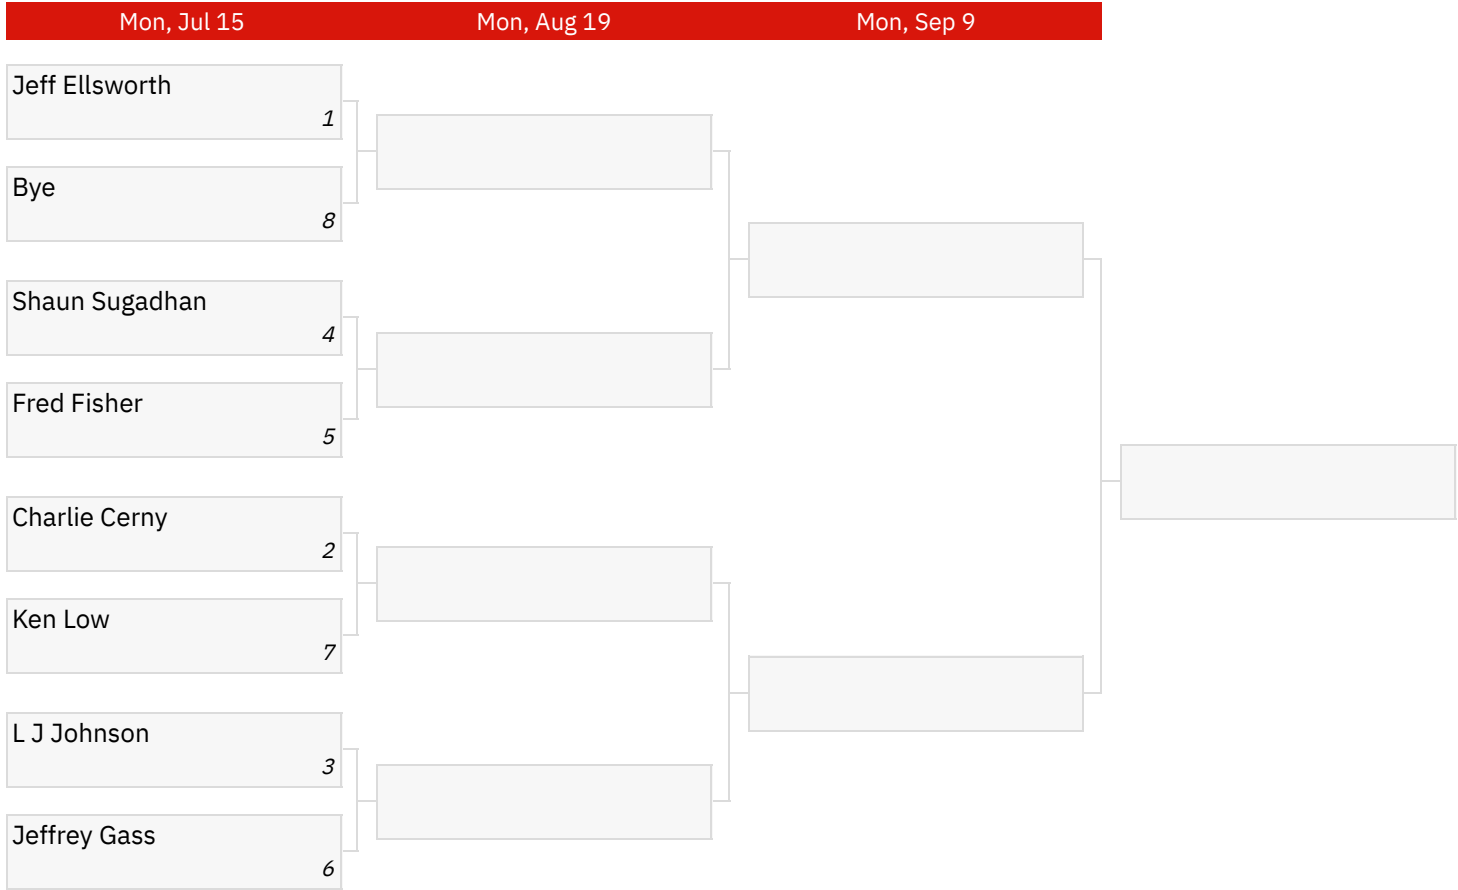 Mon, Jul 15
Mon, Aug 19
Mon, Sep 9
Jeff Ellsworth
1
Bye
8
Shaun Sugadhan
4
Fred Fisher
5
Charlie Cerny
2
Ken Low
7
L J Johnson
3
Jeffrey Gass
6